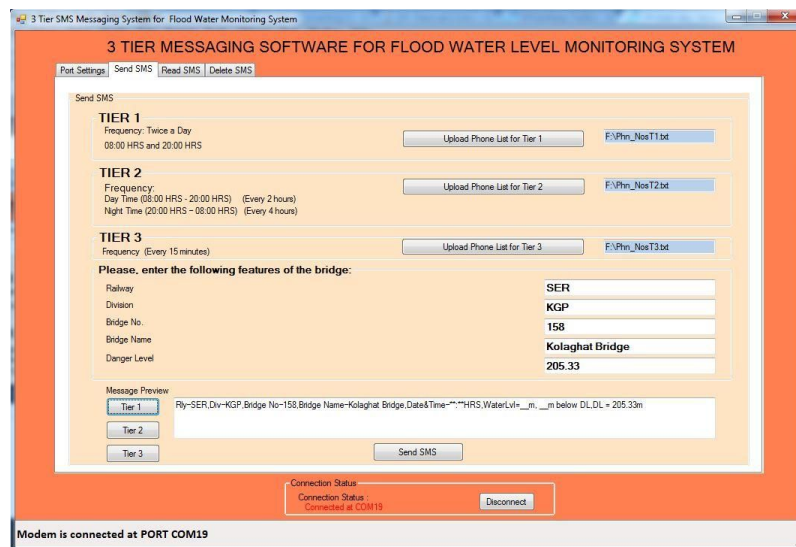 3 Tier SMS Messaging System for Flood Water Monitoring System
3 TIER MESSAGING SOFTWARE FOR FLOOD WATER LEVEL MONITORING SYSTEM
Port Settings Send SMS Read SMS Delete SMS
Send SMS
TIER 1
Frequency: Twice a Day
08:00 HRS and 20:00 HRS
Upload Phone List for Tier 1
F:\Phn_NosT1.txt
TIER 2
Frequency:
Day Time (08:00 HRS - 20:00 HRS) (Every 2 hours)
Night Time (20:00 HRS – 08:00 HRS) (Every 4 hours)
Upload Phone List for Tier 2
F:\Phn_NosT2.txt
TIER 3
Frequency (Every 15 minutes)
Upload Phone List for Tier 3
F:\Phn_NosT3.txt
Please, enter the following features of the bridge:
Railway SER
Division KGP
Bridge No. 158
Bridge Name Kolaghat Bridge
Danger Level 205.33
Message Preview
Tier 1
Rly-SER,Div-KGP,Bridge No-158,Bridge Name-Kolaghat Bridge,Date&Time-**:**HRS,WaterLvl=__m, __m below DL,DL = 205.33m
Tier 2
Tier 3
Send SMS
Connection Status
Connection Status :
Connected at COM19
Disconnect
Modem is connected at PORT COM19